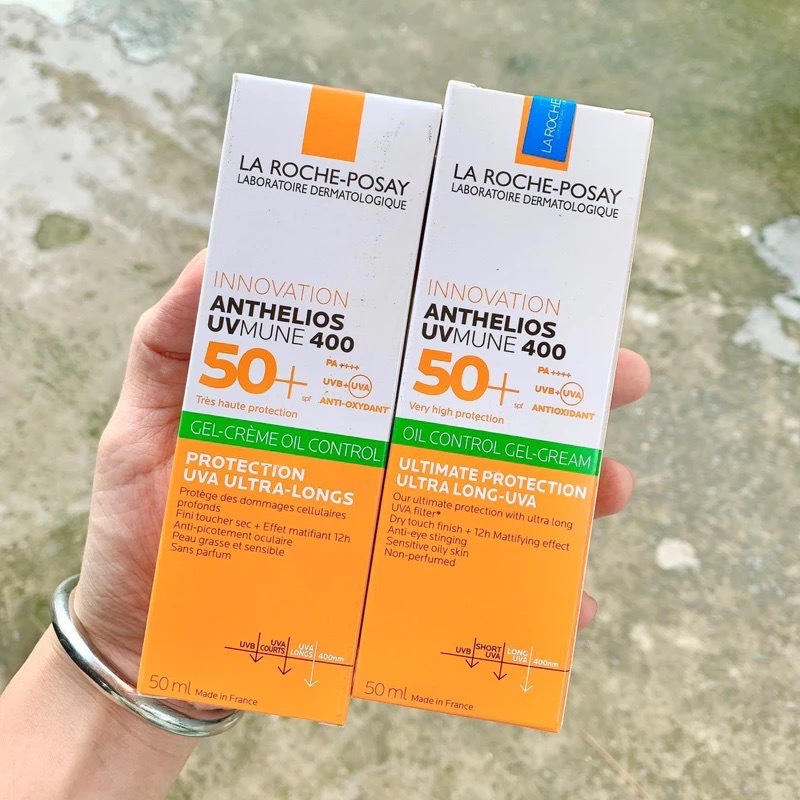 LA ROCHE-POSAY
LABORATOIRE DERMATOLOGIQUE
INNOVATION
ANTHELIOS
UVMUNE 400
50+
spf
PA ++++
UVB+UVA
ANTI-OXYDANT
Très haute protection
GEL-CRÈME OIL CONTROL
PROTECTION
UVA ULTRA-LONGS
Protège des dommages cellulaires
profonds
Fini toucher sec + Effet matifiant 12h
Anti-picotement oculaire
Peau grasse et sensible
Sans parfum
UVB
UVA
COURTS
UVA
LONGS
400nm
50 ml Made in France
LA ROCHE
LA ROCHE-POSAY
LABORATOIRE DERMATOLOGIQUE
INNOVATION
ANTHELIOS
UVMUNE 400
50+
spf
PA ++++
UVB+UVA
ANTIOXIDANT
Very high protection
OIL CONTROL GEL-GREAM
ULTIMATE PROTECTION
ULTRA LONG-UVA
Our ultimate protection with ultra long
UVA filter*
Dry touch finish + 12h Mattifying effect
Anti-eye stinging
Sensitive oily skin
Non-perfumed
UVB
SHORT
UVA
LONG
UVA
400nm
50 ml Made in France